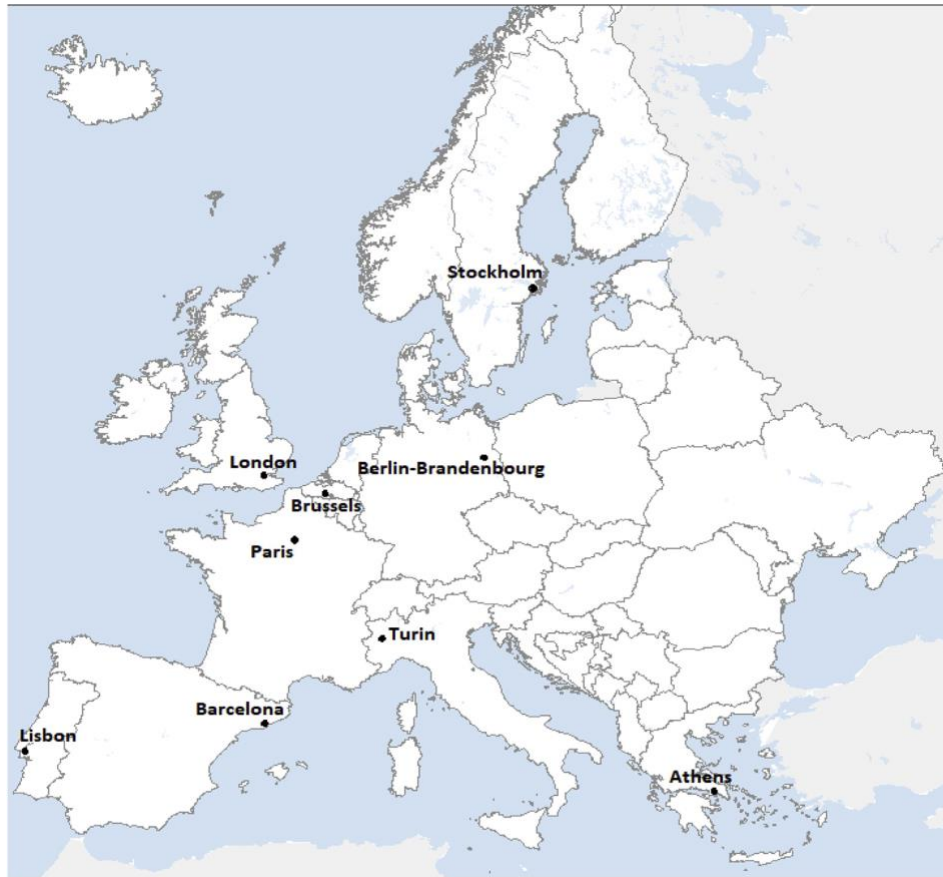 Stockholm
London
Berlin-Brandenbourg
Brussels
Paris
Turin
Barcelona
Lisbon
Athens